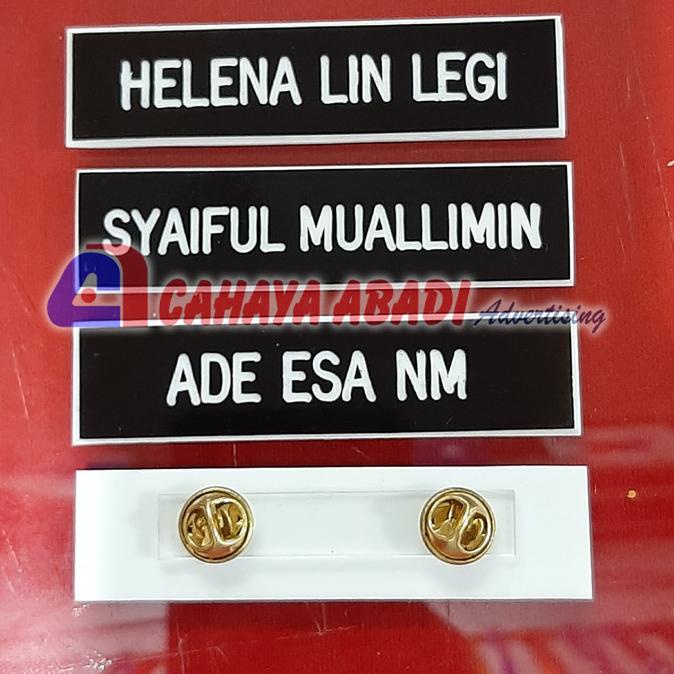 HELENA LIN LEGI
SYAIFUL MUALLIMIN
CAHAYA ABADI Advertising
ADE ESA NM